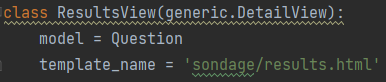 class ResultsView(generic.DetailView):
    model = Question
    template_name = 'sondage/results.html'